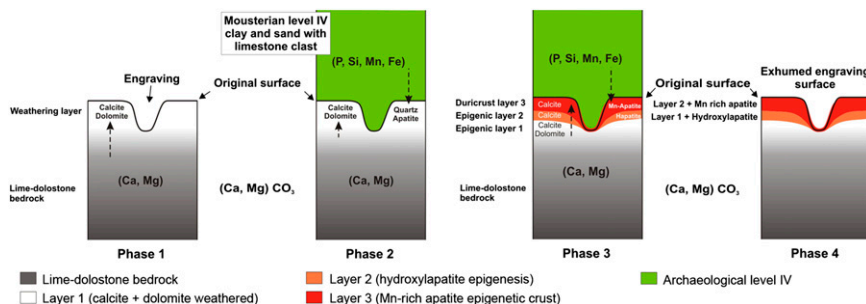 Mousterian level IV
clay and sand with
limestone clast
Engraving
Original surface
Weathering layer
Calcite
Dolomite
(Ca, Mg)
Lime-dolostone
bedrock
(Ca, Mg) CO3
Phase 1
(P, Si, Mn, Fe)
Calcite
Dolomite
Quartz
Apatite
(Ca, Mg)
Phase 2
(P, Si, Mn, Fe)
Duricrust layer 3
Epigenic layer 2
Epigenic layer 1
Calcite
Calcite
Calcite
Dolomite
Mn-Apatite
Hapatite
(Ca, Mg)
Lime-dolostone
bedrock
Phase 3
Original surface
Layer 2 + Mn rich apatite
Layer 1 + Hydroxylapatite
(Ca, Mg) CO3
Exhumed engraving
surface
Phase 4
Lime-dolostone bedrock
Layer 1 (calcite + dolomite weathered)
Layer 2 (hydroxylapatite epigenesis)
Layer 3 (Mn-rich apatite epigenetic crust)
Archaeological level IV